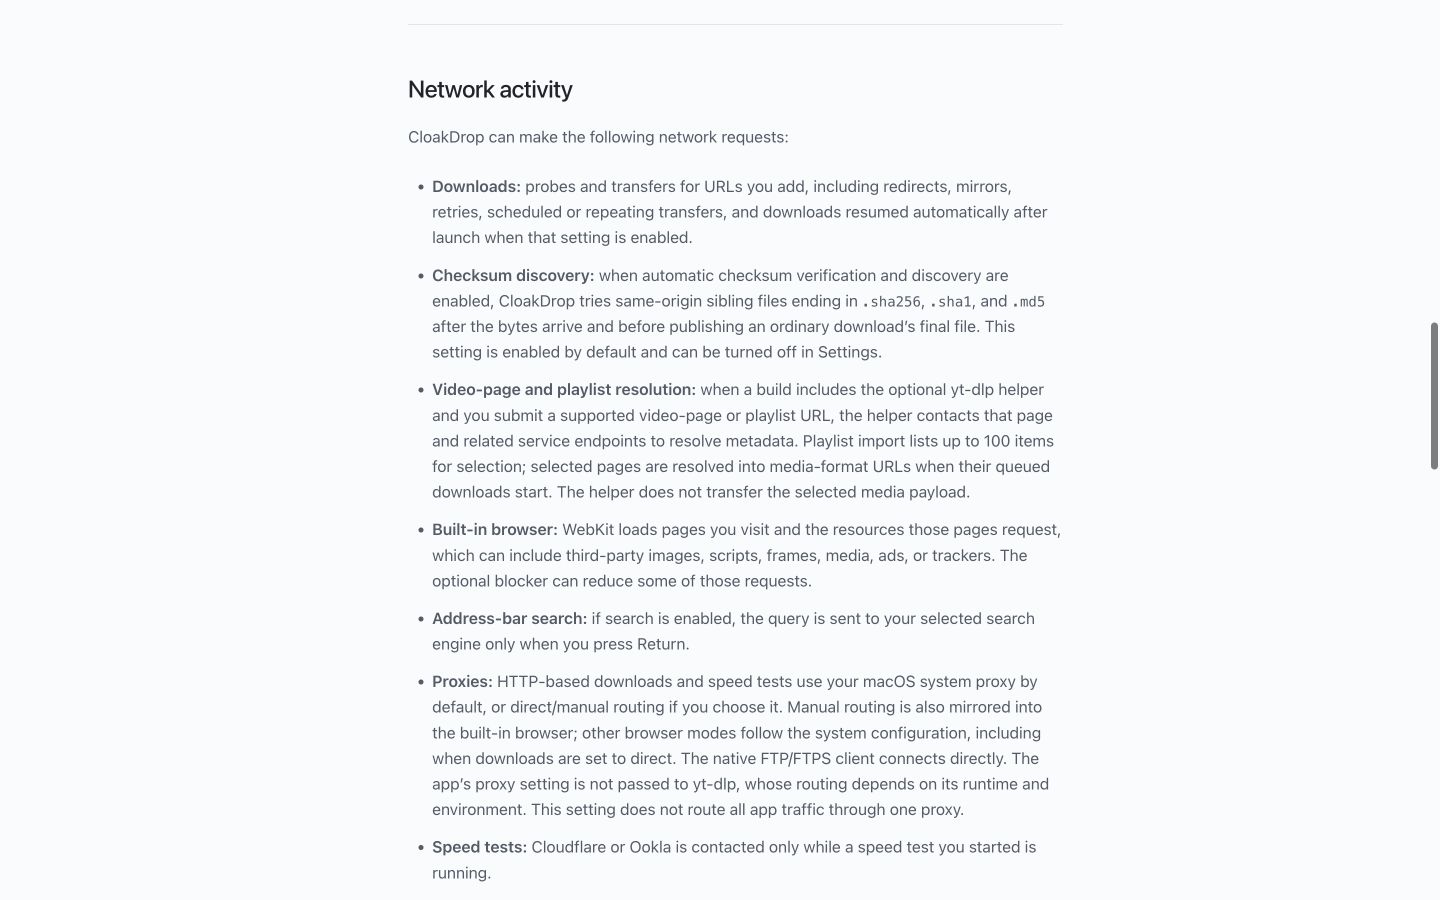 Network activity
CloakDrop can make the following network requests:
• Downloads: probes and transfers for URLs you add, including redirects, mirrors,
retries, scheduled or repeating transfers, and downloads resumed automatically after
launch when that setting is enabled.
• Checksum discovery: when automatic checksum verification and discovery are
enabled, CloakDrop tries same-origin sibling files ending in .sha256, .sha1, and .md5
after the bytes arrive and before publishing an ordinary download’s final file. This
setting is enabled by default and can be turned off in Settings.
• Video-page and playlist resolution: when a build includes the optional yt-dlp helper
and you submit a supported video-page or playlist URL, the helper contacts that page
and related service endpoints to resolve metadata. Playlist import lists up to 100 items
for selection; selected pages are resolved into media-format URLs when their queued
downloads start. The helper does not transfer the selected media payload.
• Built-in browser: WebKit loads pages you visit and the resources those pages request,
which can include third-party images, scripts, frames, media, ads, or trackers. The
optional blocker can reduce some of those requests.
• Address-bar search: if search is enabled, the query is sent to your selected search
engine only when you press Return.
• Proxies: HTTP-based downloads and speed tests use your macOS system proxy by
default, or direct/manual routing if you choose it. Manual routing is also mirrored into
the built-in browser; other browser modes follow the system configuration, including
when downloads are set to direct. The native FTP/FTPS client connects directly. The
app’s proxy setting is not passed to yt-dlp, whose routing depends on its runtime and
environment. This setting does not route all app traffic through one proxy.
• Speed tests: Cloudflare or Ookla is contacted only while a speed test you started is
running.